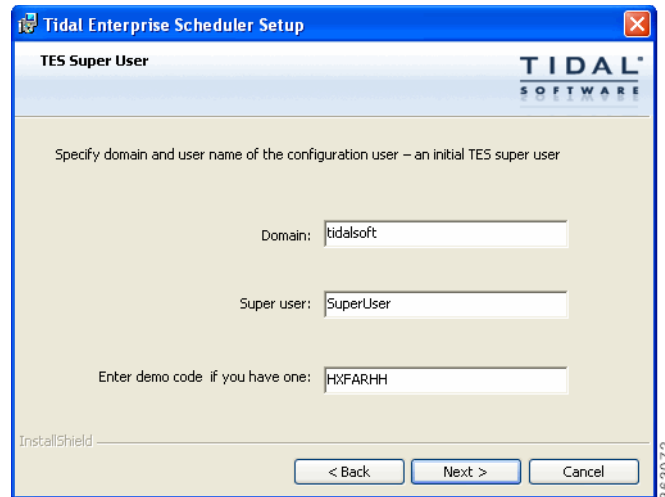 Tidal Enterprise Scheduler Setup
TES Super User
TIDAL
SOFTWARE
Specify domain and user name of the configuration user – an initial TES super user
Domain: tidalsoft
Super user: SuperUser
Enter demo code if you have one: HXFARHH
InstallShield
< Back Next > Cancel